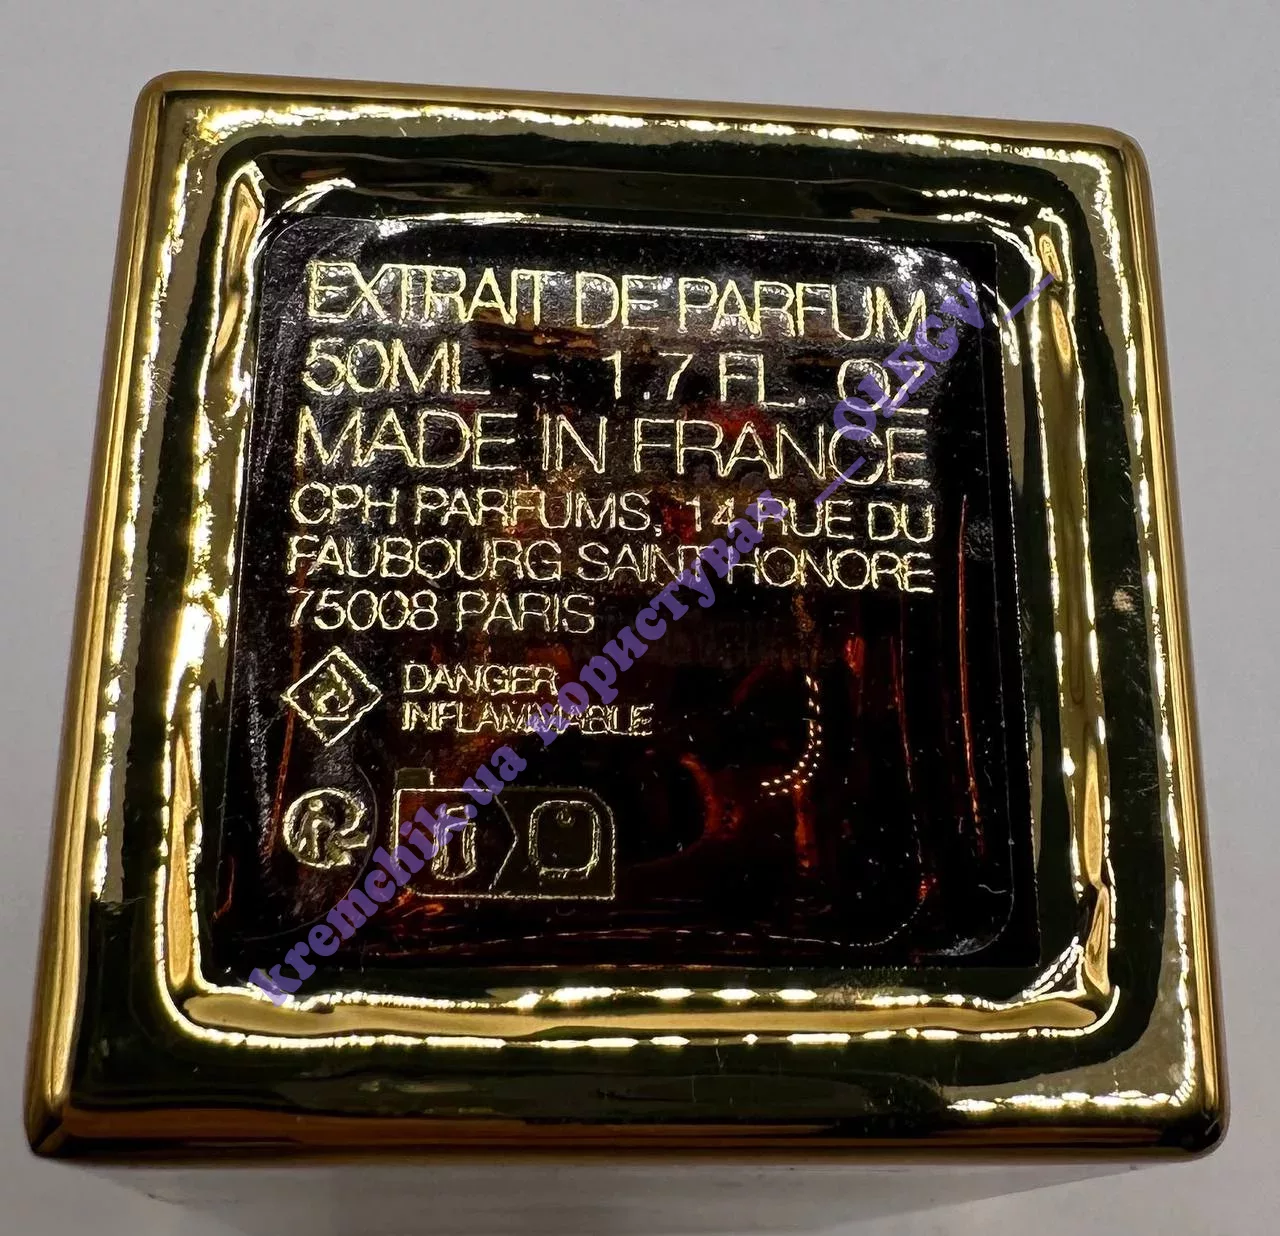 EXTRAIT DE PARFUM
50ML - 1.7 FL. OZ
MADE IN FRANCE
CPH PARFUMS, 14 RUE DU
FAUBOURG SAINT HONORE
75008 PARIS
DANGER
INFLAMMABLE
kremchik.ua користувач __OLEGV__